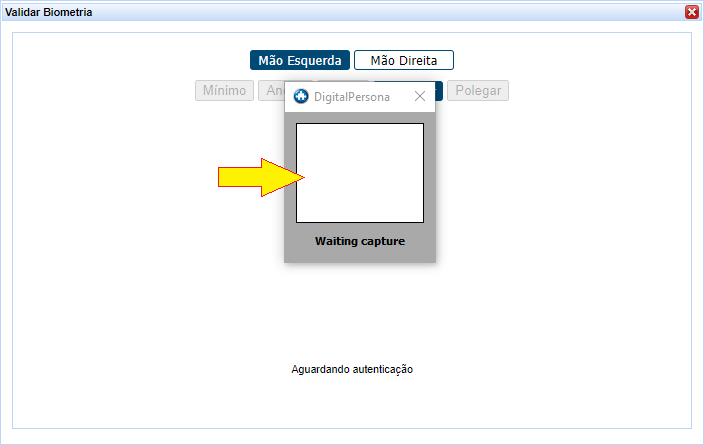 Validar Biometria
Mão Esquerda Mão Direita
Mínimo Polegar
DigitalPersona
Waiting capture
Aguardando autenticação